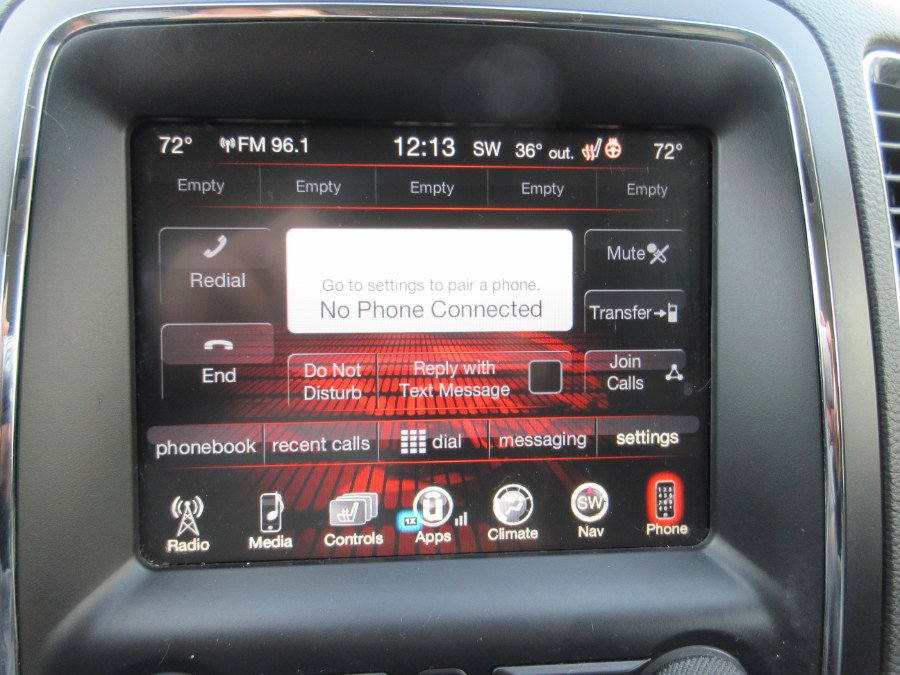 72° FM 96.1 12:13 SW 36° out. 72°
Empty Empty Empty Empty Empty
Redial
Go to settings to pair a phone.
No Phone Connected
Mute
Transfer
End
Do Not
Disturb
Reply with
Text Message
Join
Calls
phonebook recent calls dial messaging settings
Radio Media Controls 1X U Apps Climate SW Nav Phone